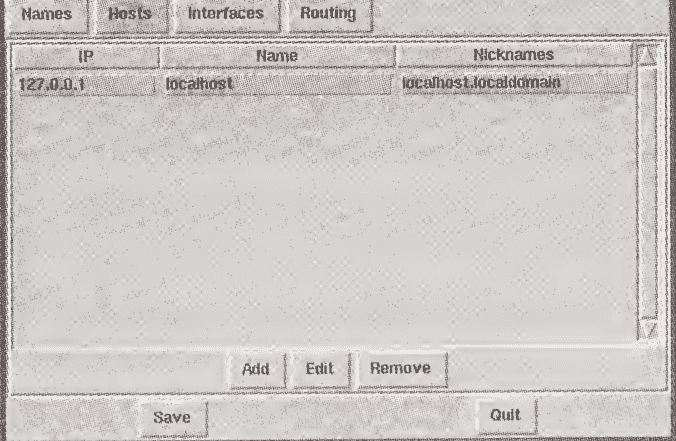 Names Hosts Interfaces Routing
IP Name Nicknames
127.0.0.1 localhost localhost.localdomain
Add Edit Remove
Save Quit